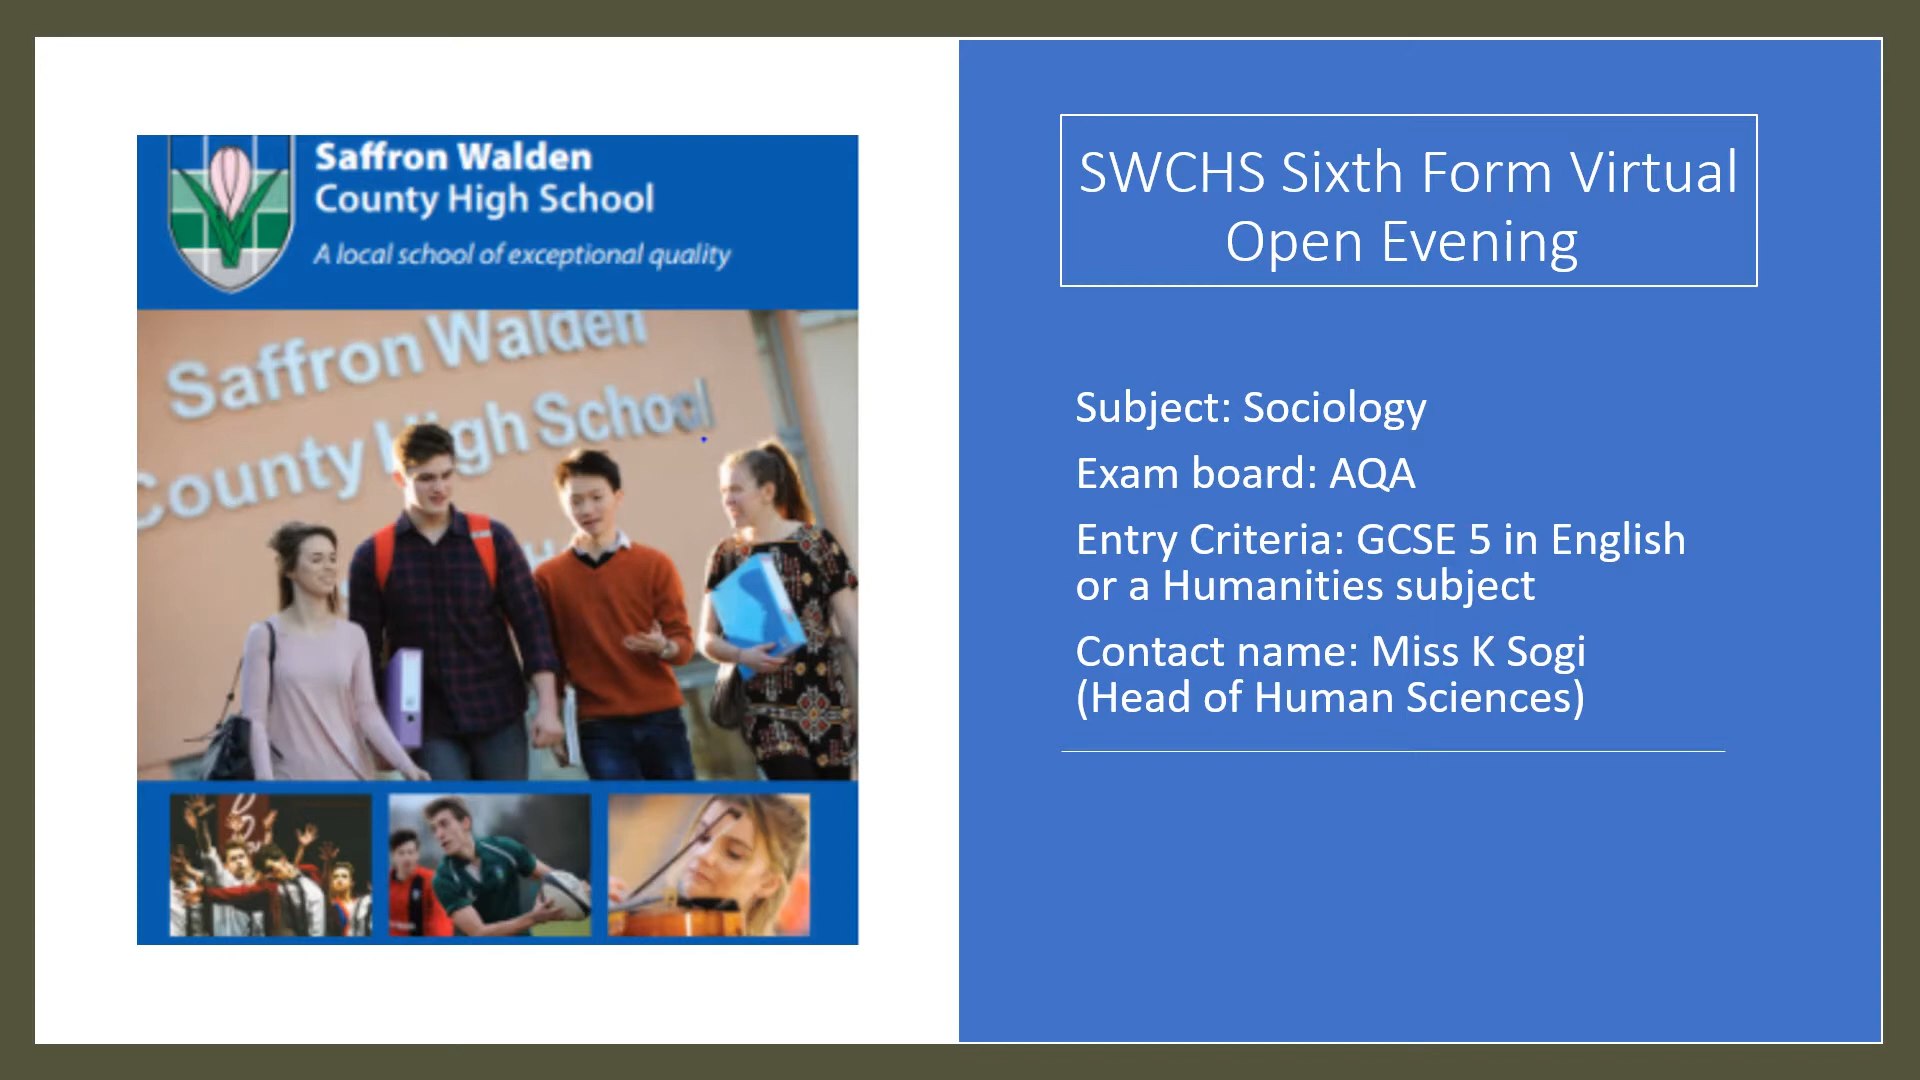 Saffron Walden
County High School
A local school of exceptional quality
Saffron Walden
County High School
SWCHS Sixth Form Virtual
Open Evening
Subject: Sociology
Exam board: AQA
Entry Criteria: GCSE 5 in English
or a Humanities subject
Contact name: Miss K Sogi
(Head of Human Sciences)